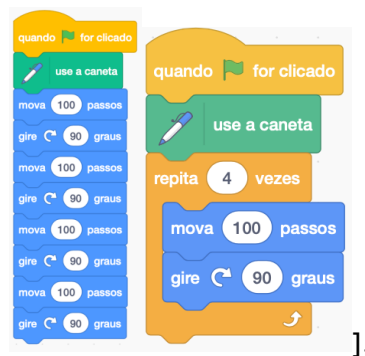 quando for clicado
use a caneta
mova 100 passos
gire 90 graus
mova 100 passos
gire 90 graus
mova 100 passos
gire 90 graus
mova 100 passos
gire 90 graus
quando for clicado
use a caneta
repita 4 vezes
mova 100 passos
gire 90 graus
].